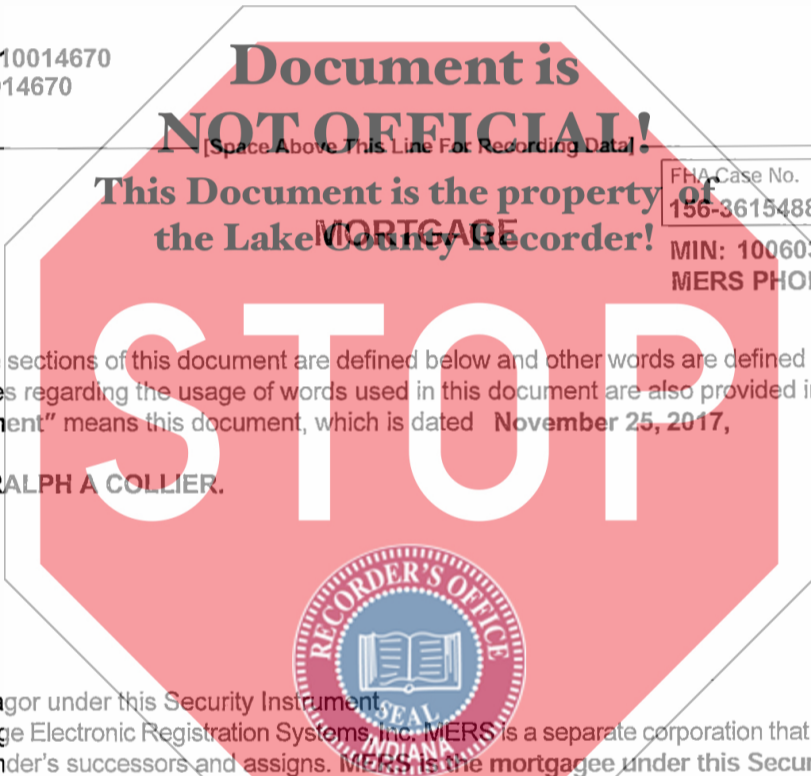 10014670
14670
Document is
NOT OFFICIAL!
[Space Above This Line For Recording Data]
This Document is the property of
the Lake County Recorder!
MORTGAGE
FHA Case No.
156-3615488
MIN: 10060
MERS PHO
STOP
sections of this document are defined below and other words are defined
s regarding the usage of words used in this document are also provided i
ent” means this document, which is dated November 25, 2017,
RALPH A COLLIER.
RECORDER'S OFFICE
SEAL
INDIANA
agor under this Security Instrument
ge Electronic Registration Systems, Inc. MERS is a separate corporation that
nder's successors and assigns. MERS is the mortgagee under this Secu